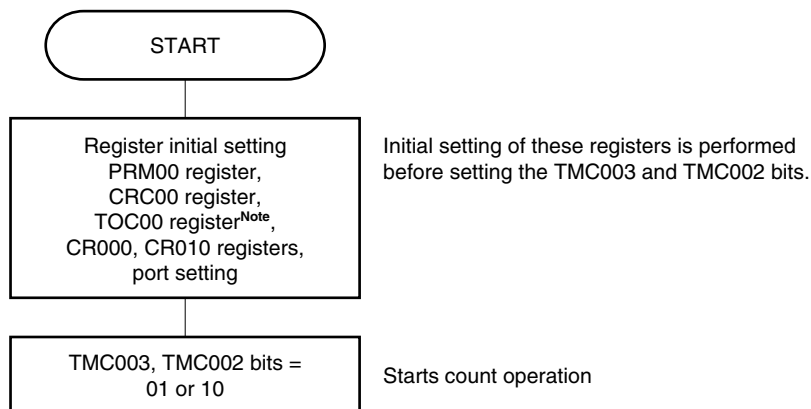 START
Register initial setting
PRM00 register,
CRC00 register,
TOC00 registerNote,
CR000, CR010 registers,
port setting
Initial setting of these registers is performed
before setting the TMC003 and TMC002 bits.
TMC003, TMC002 bits =
01 or 10
Starts count operation